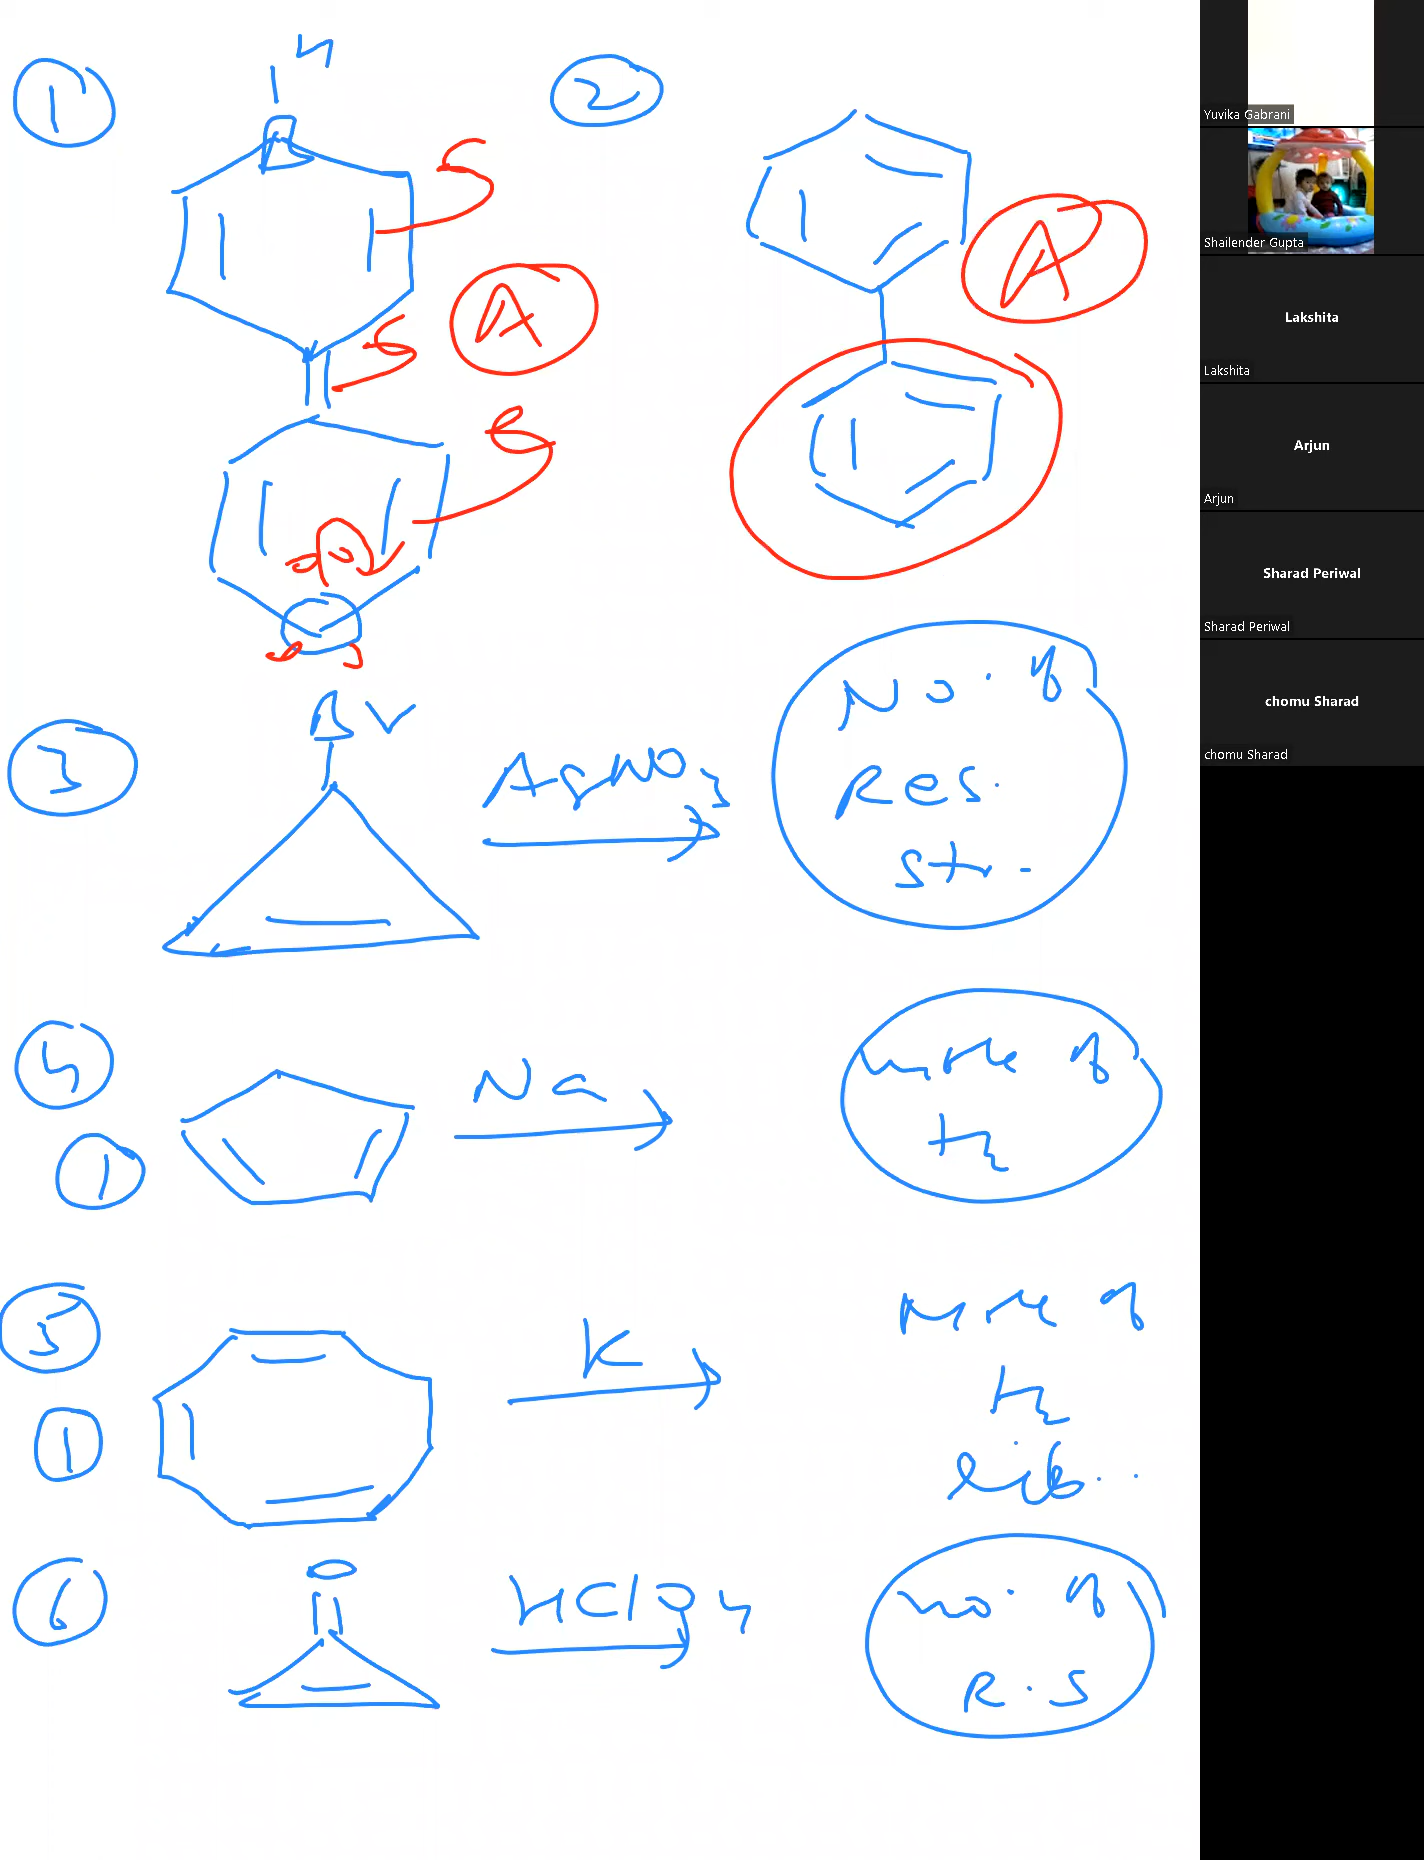 1
H
B
2
S
A
A
S
6
3
Br
AgNO3
No. of
Res.
str.
4
1
Na
mole of
H2
5
1
K
Mole of
H2
lib..
6
O
HClO4
no. of
R.S
Yuvika Gabrani
Shailender Gupta
Lakshita
Lakshita
Arjun
Arjun
Sharad Periwal
Sharad Periwal
chomu Sharad
chomu Sharad